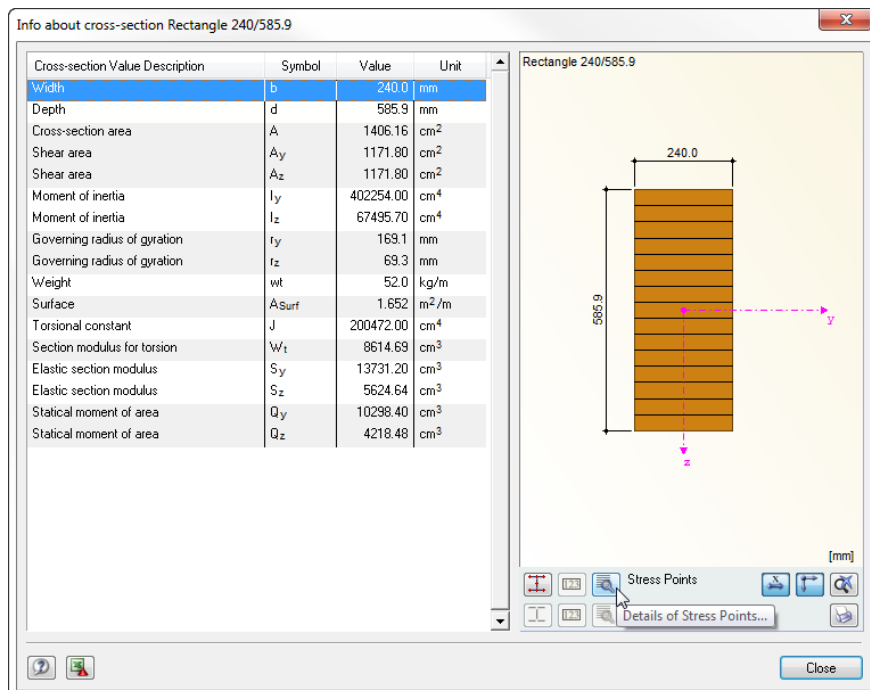 Info about cross-section Rectangle 240/585.9
Cross-section Value Description Symbol Value Unit
Width b 240.0 mm
Depth d 585.9 mm
Cross-section area A 1406.16 cm2
Shear area Ay 1171.80 cm2
Shear area Az 1171.80 cm2
Moment of inertia Iy 402254.00 cm4
Moment of inertia Iz 67495.70 cm4
Governing radius of gyration ry 169.1 mm
Governing radius of gyration rz 69.3 mm
Weight wt 52.0 kg/m
Surface ASurf 1.652 m2/m
Torsional constant J 200472.00 cm4
Section modulus for torsion Wt 8614.69 cm3
Elastic section modulus Sy 13731.20 cm3
Elastic section modulus Sz 5624.64 cm3
Statical moment of area Qy 10298.40 cm3
Statical moment of area Qz 4218.48 cm3
Rectangle 240/585.9
240.0
585.9
y
z
[mm]
123
Stress Points
x
123
Details of Stress Points...
Close